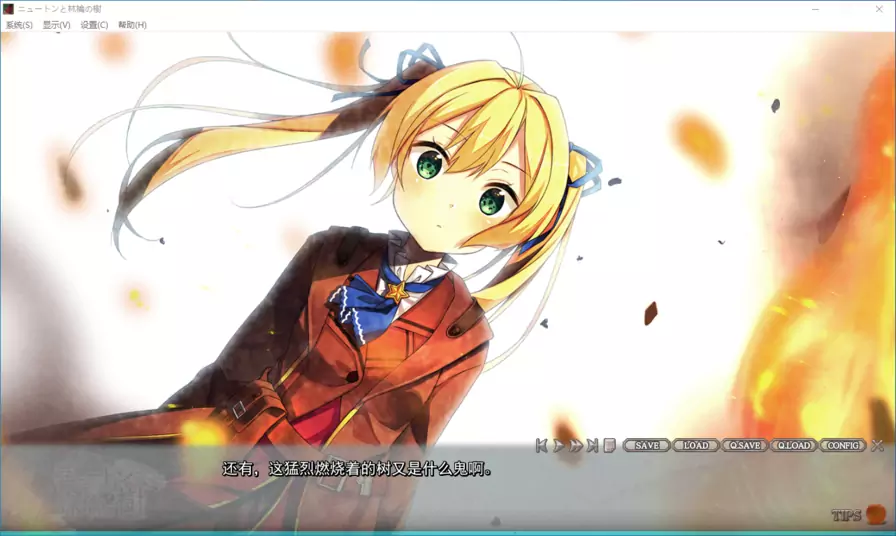 ニュートンと林檎の樹
系统(S) 显示(V) 设置(C) 帮助(H)
SAVE LOAD Q.SAVE Q.LOAD CONFIG
还有，这猛烈燃烧着的树又是什么鬼啊。
TIPS